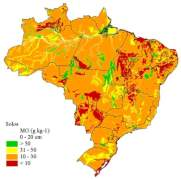 Solos
MO (g kg-1)
0 - 20 cm
> 50
31 - 50
10 - 30
< 10